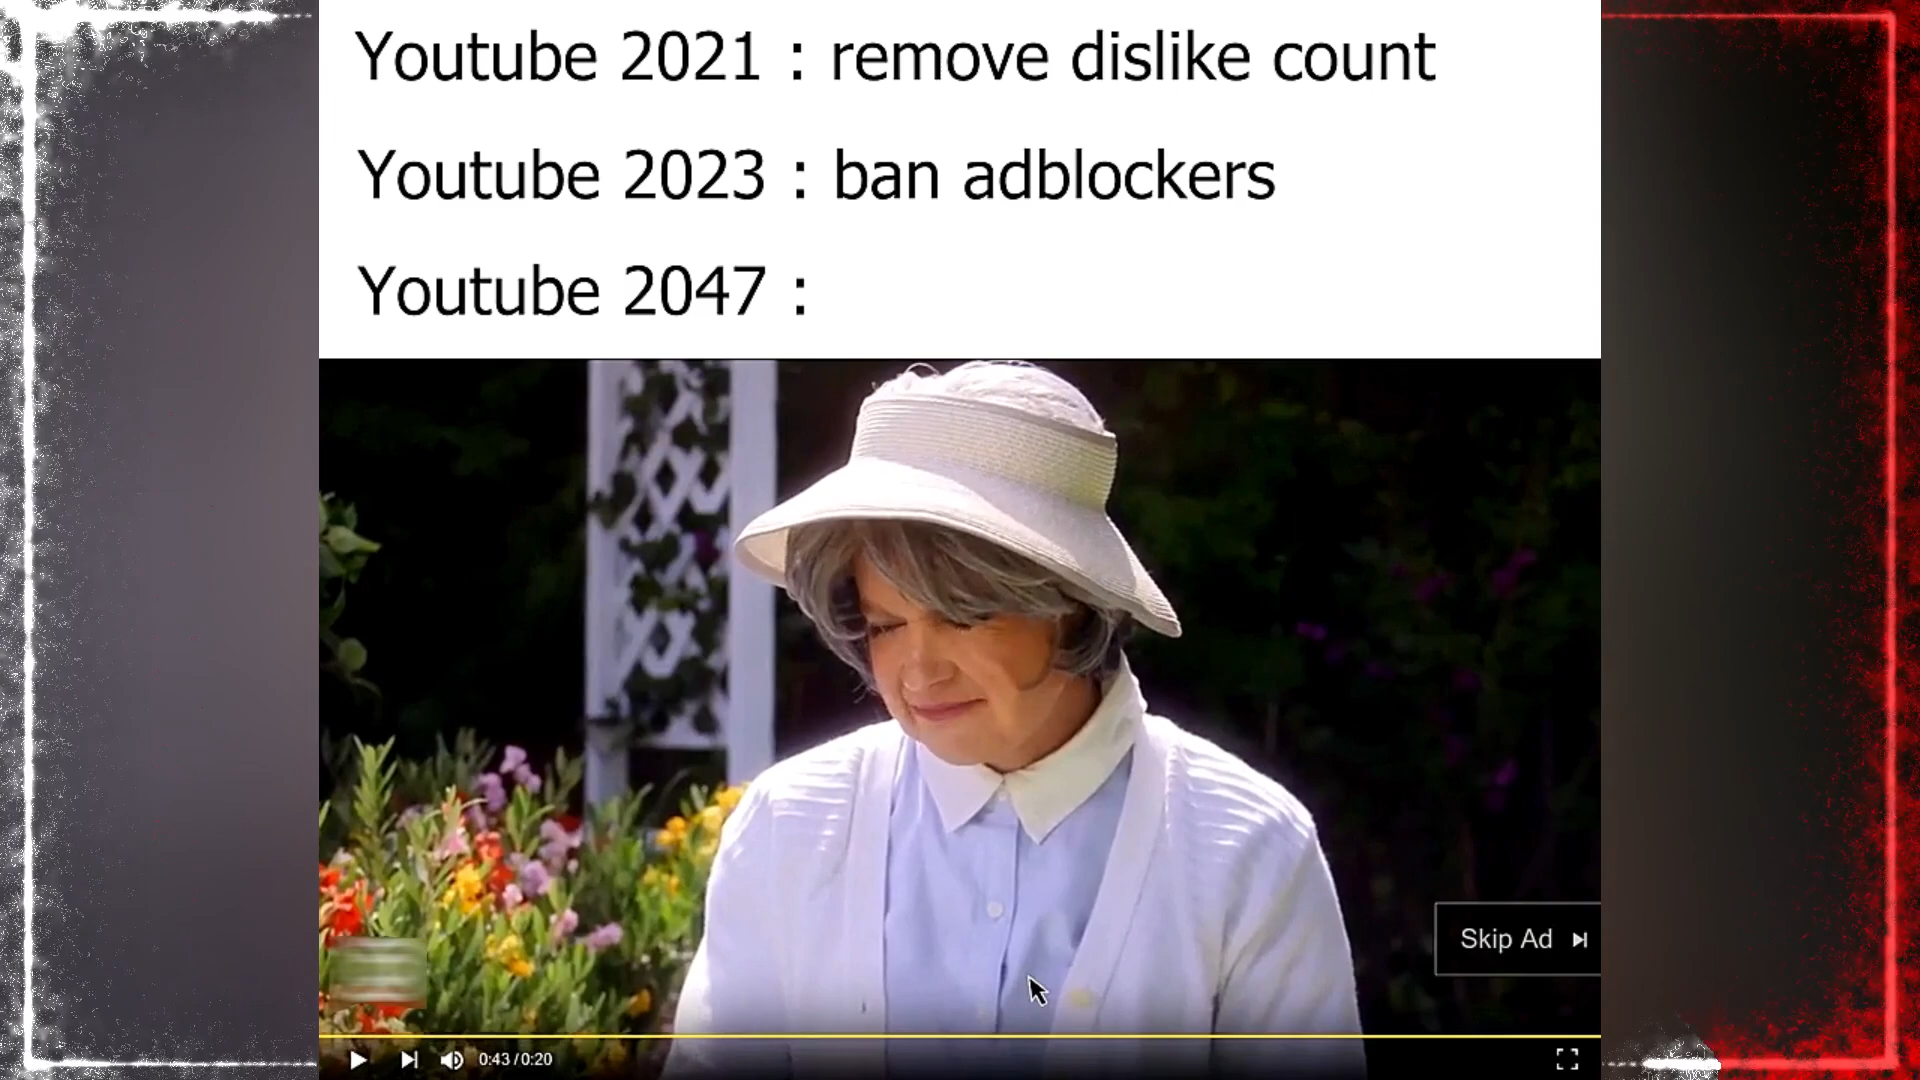 Youtube 2021 : remove dislike count
Youtube 2023 : ban adblockers
Youtube 2047 :
Skip Ad
0:43 / 0:20